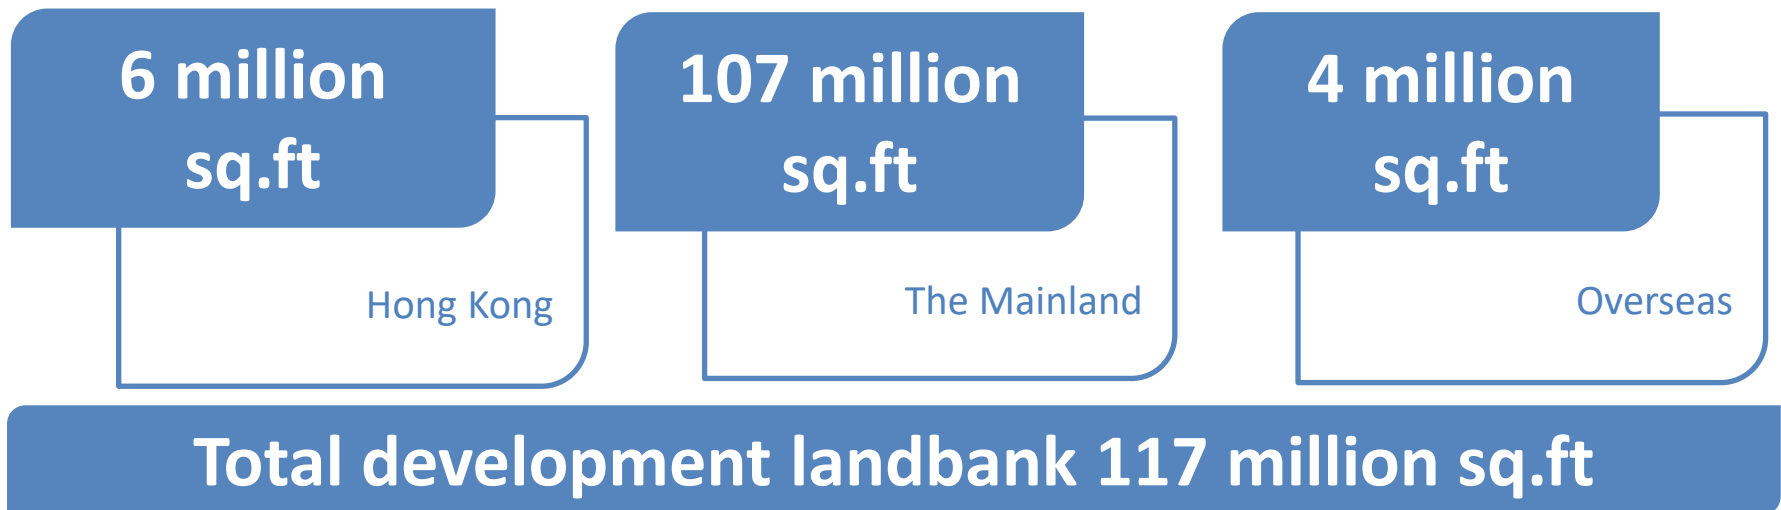 6 million
sq.ft
Hong Kong
107 million
sq.ft
The Mainland
4 million
sq.ft
Overseas
Total development landbank 117 million sq.ft